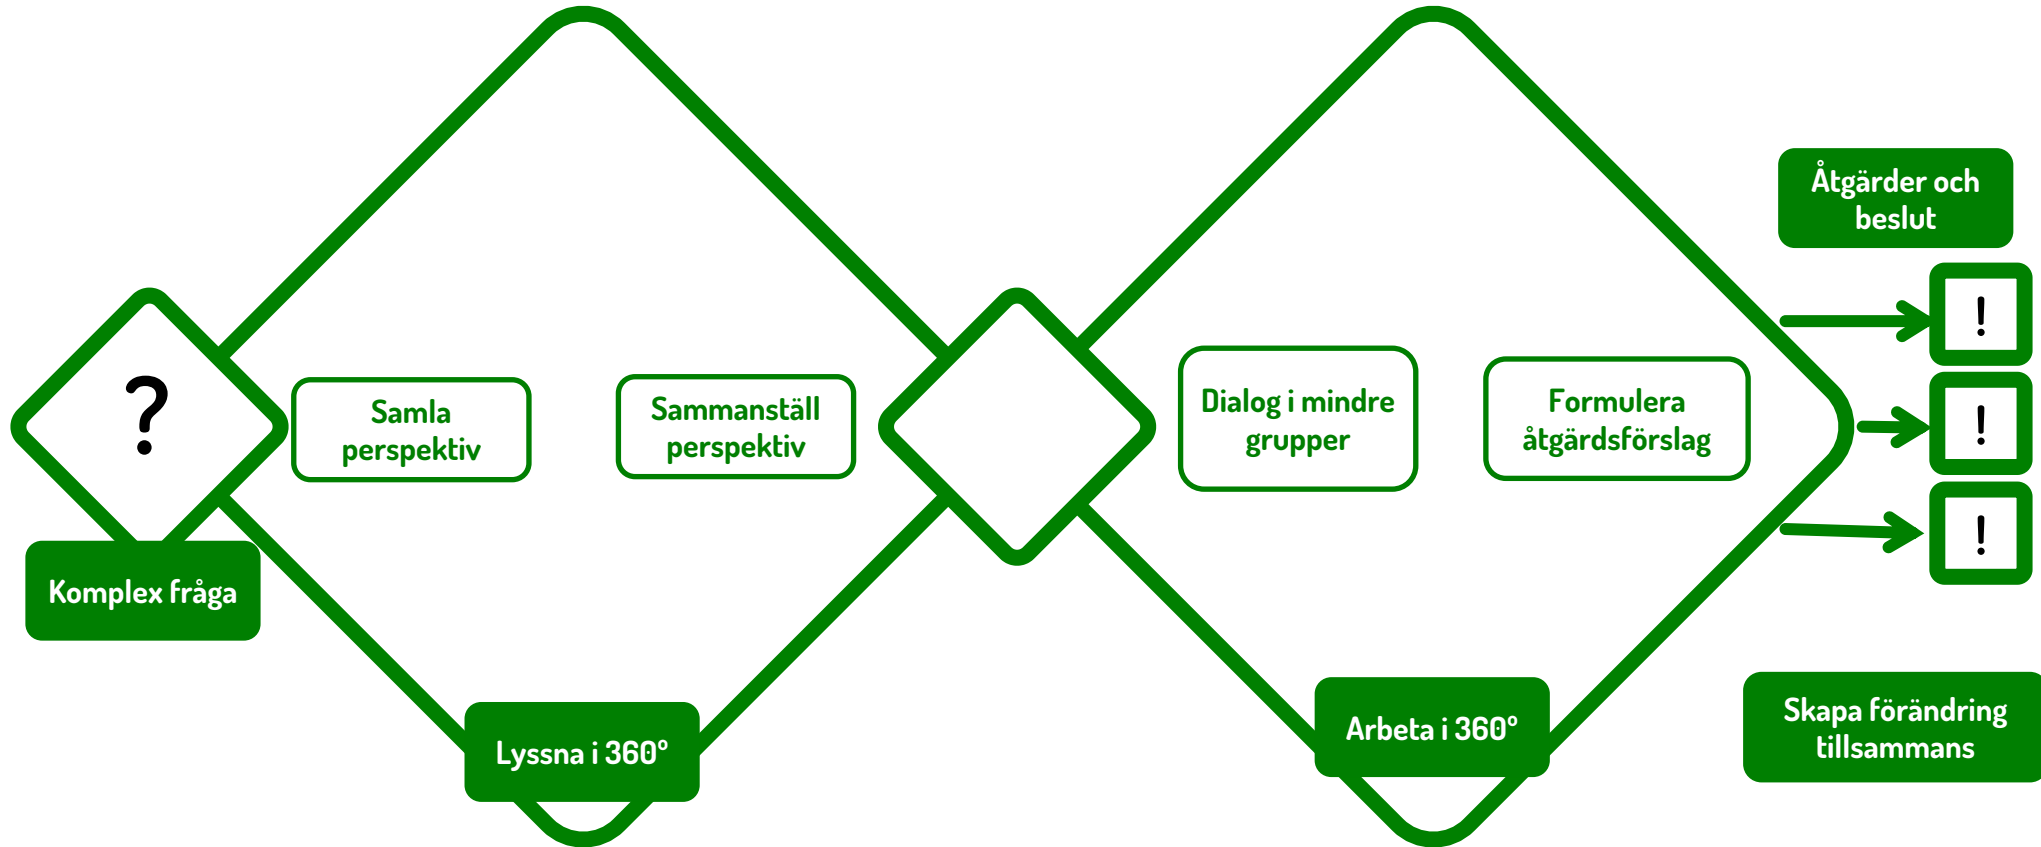 ?
Komplex fråga
Samla
perspektiv
Sammanställ
perspektiv
Lyssna i 360°
Dialog i mindre
grupper
Formulera
åtgärdsförslag
Arbeta i 360°
Åtgärder och
beslut
!
!
!
Skapa förändring
tillsammans